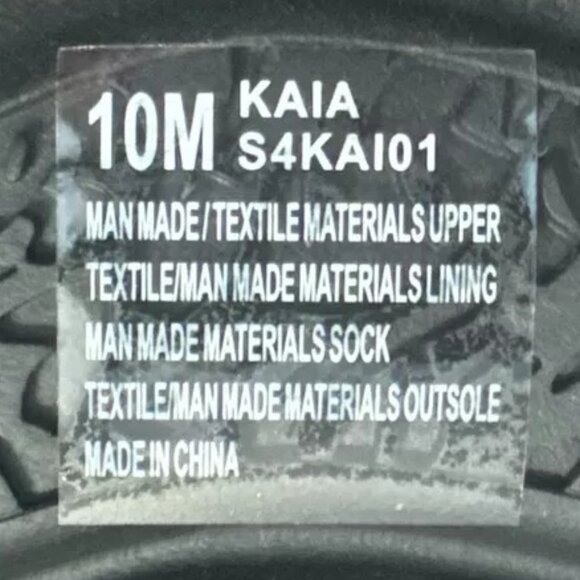 10M KAIA
S4KAI01
MAN MADE/TEXTILE MATERIALS UPPER
TEXTILE/MAN MADE MATERIALS LINING
MAN MADE MATERIALS SOCK
TEXTILE/MAN MADE MATERIALS OUTSOLE
MADE IN CHINA